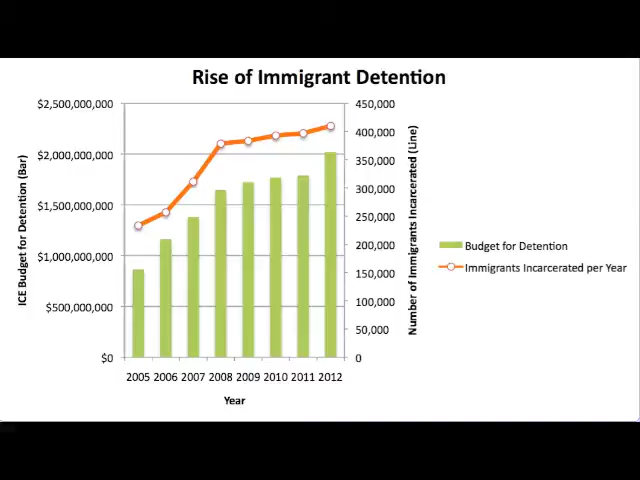 Rise of Immigrant Detention
ICE Budget for Detention (Bar)
$2,500,000,000
$2,000,000,000
$1,500,000,000
$1,000,000,000
$500,000,000
$0
450,000
400,000
350,000
300,000
250,000
200,000
150,000
100,000
50,000
0
Number of Immigrants Incarcerated (Line)
2005 2006 2007 2008 2009 2010 2011 2012
Year
Budget for Detention
Immigrants Incarcerated per Year